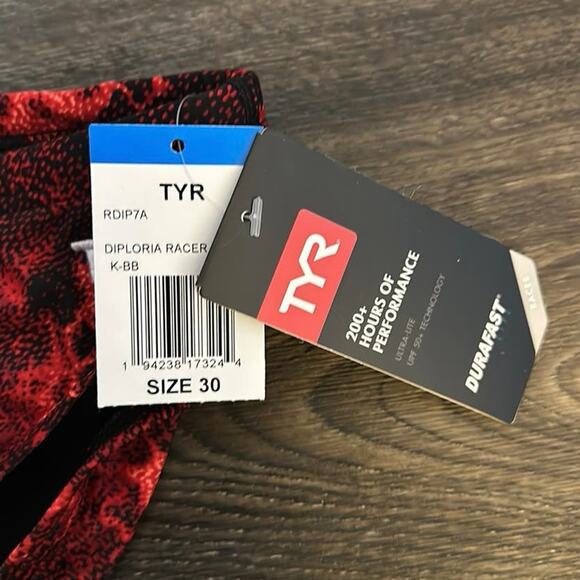 TYR
RDIP7A
DIPLORIA RACER
K-BB
1 94238 17324 4
SIZE 30
TYR
200+
HOURS OF
PERFORMANCE
ULTRA-LITE
UPF 50+ TECHNOLOGY
DURAFAST